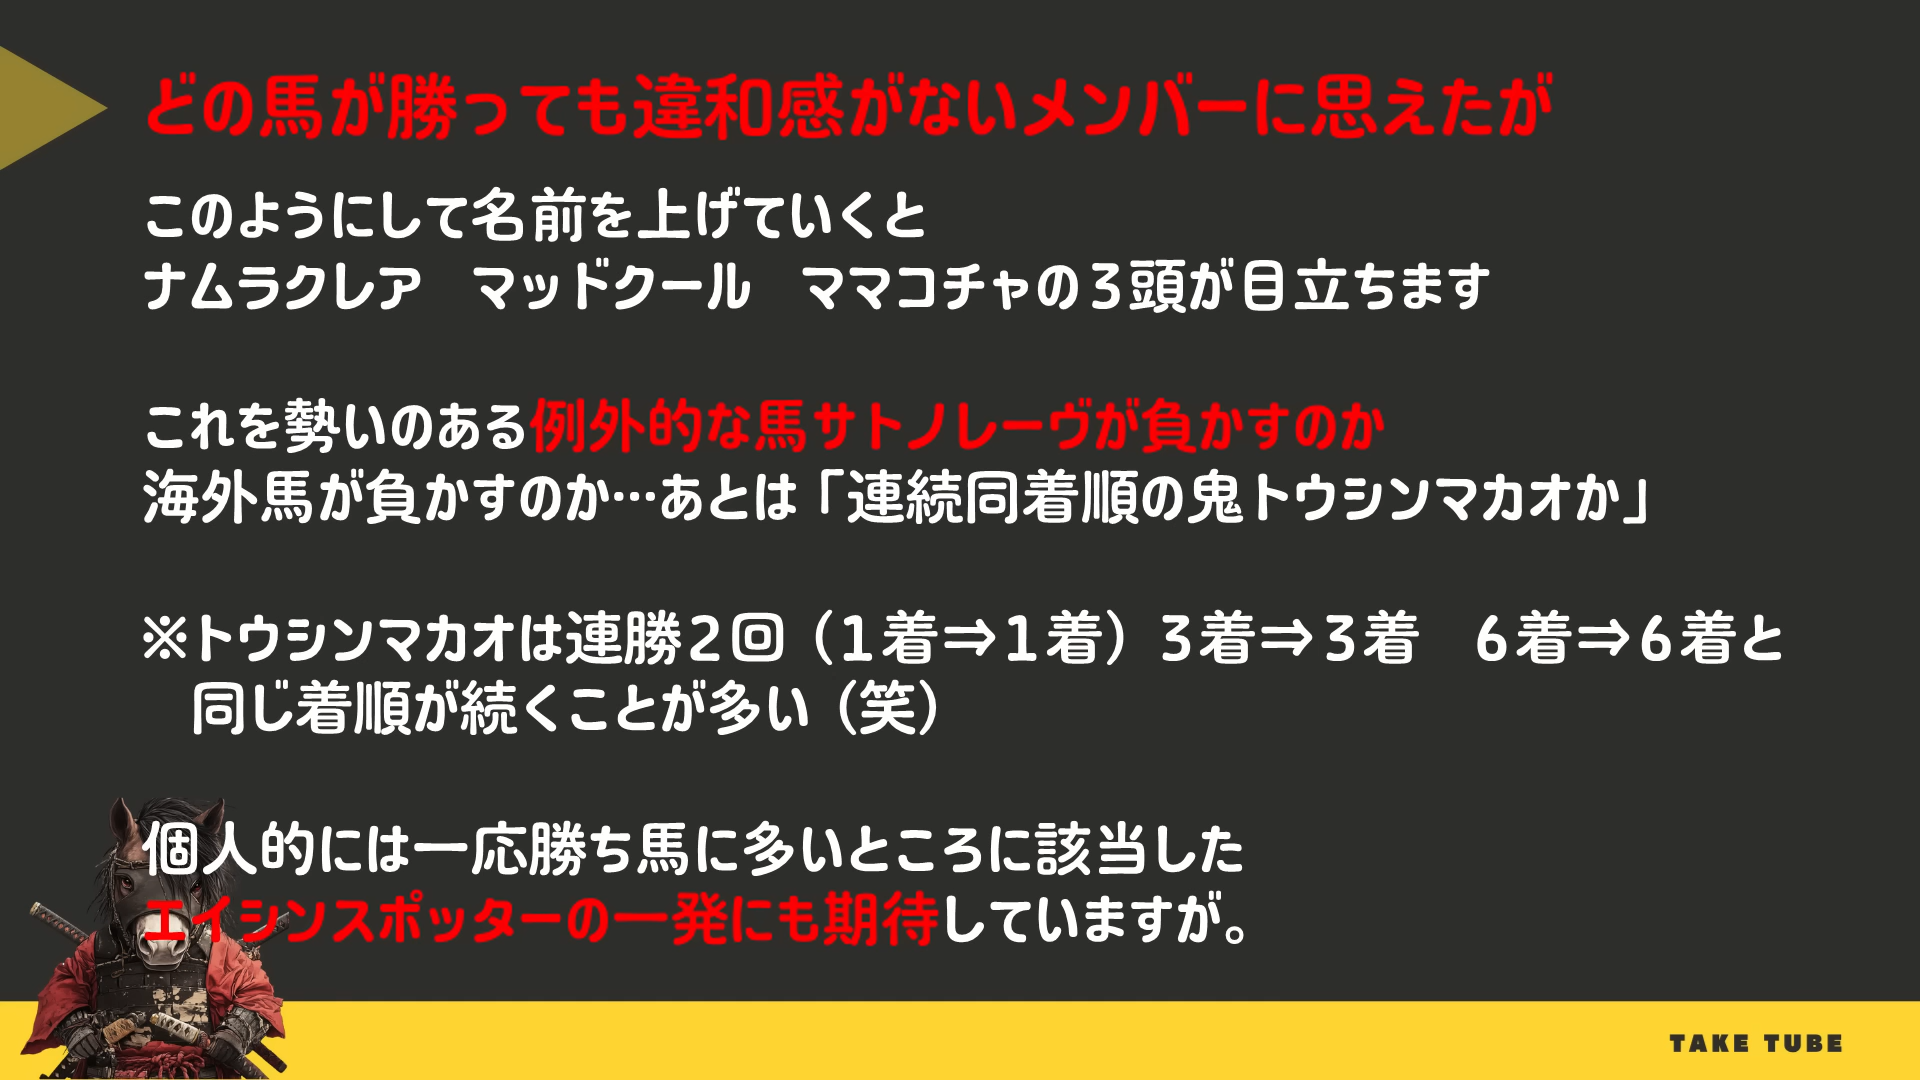 どの馬が勝っても違和感がないメンバーに思えたが
このようにして名前を上げていくと
ナムラクレア　マッドクール　ママコチャの３頭が目立ちます
これを勢いのある例外的な馬サトノレーヴが負かすのか
海外馬が負かすのか…あとは「連続同着順の鬼トウシンマカオか」
※トウシンマカオは連勝２回（１着⇒１着）３着⇒３着　６着⇒６着と
同じ着順が続くことが多い（笑）
個人的には一応勝ち馬に多いところに該当した
エイシンスポッターの一発にも期待していますが。
TAKE TUBE